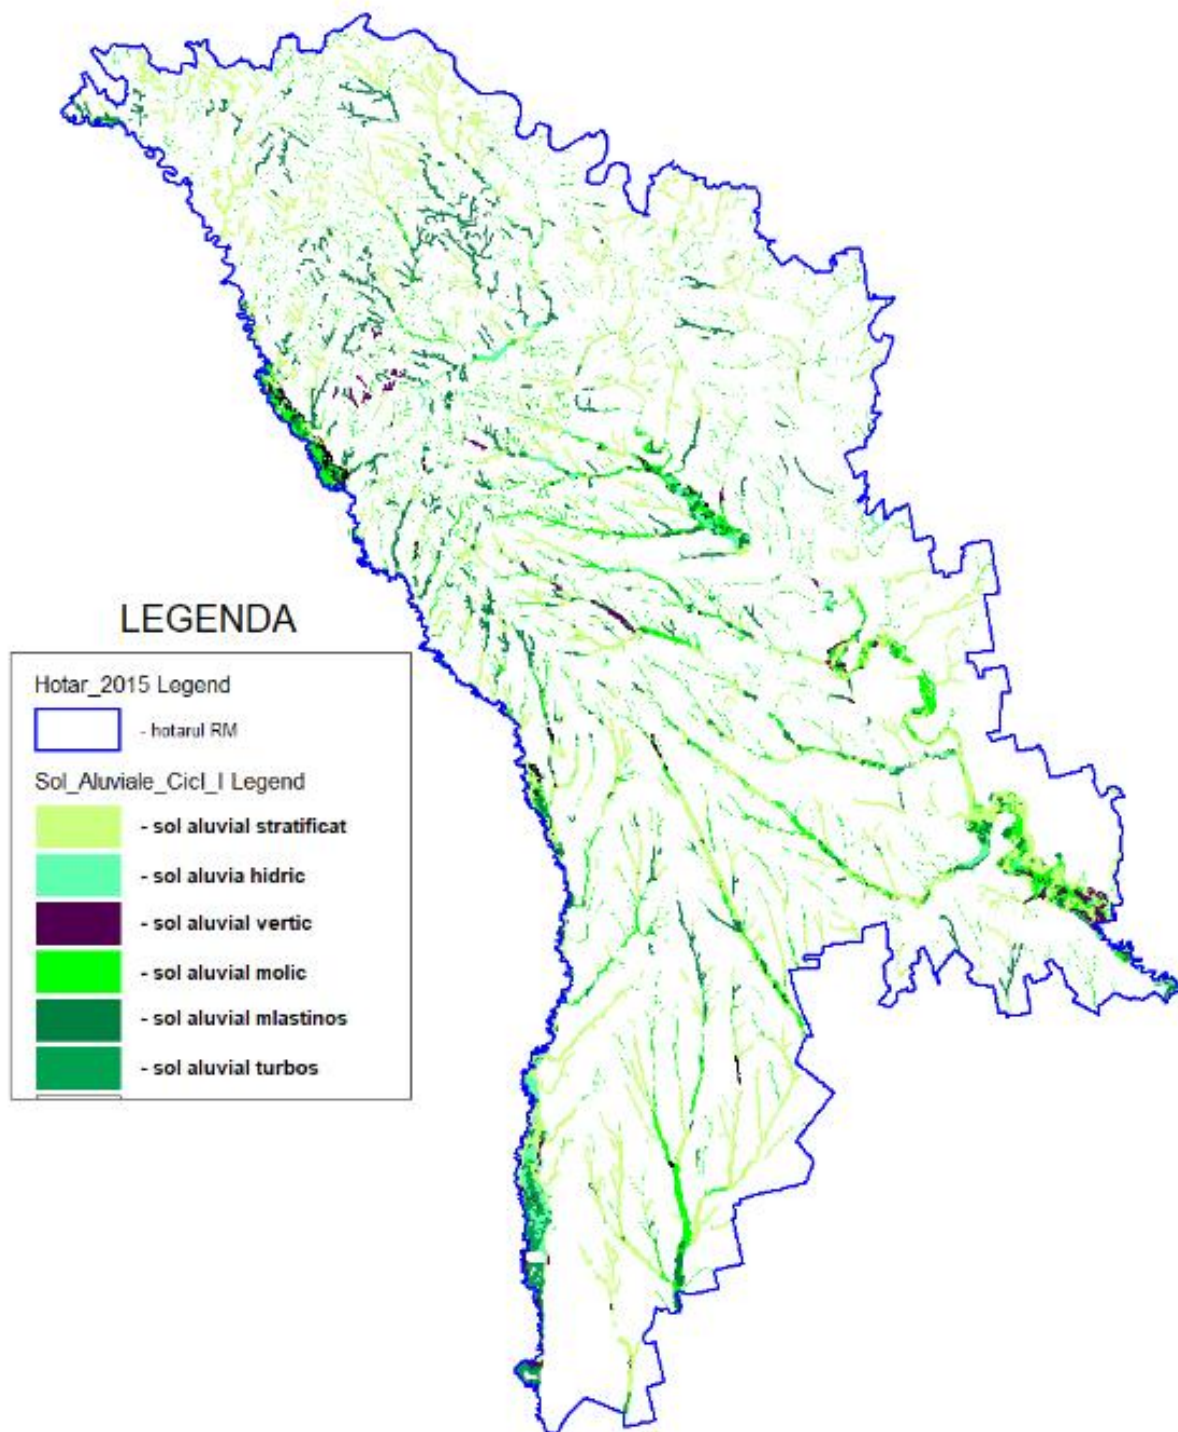 LEGENDA
Hotar_2015 Legend
- hotarul RM
Sol_Aluviale_Cicl_I Legend
- sol aluvial stratificat
- sol aluvia hidric
- sol aluvial vertic
- sol aluvial molic
- sol aluvial mlastinos
- sol aluvial turbos